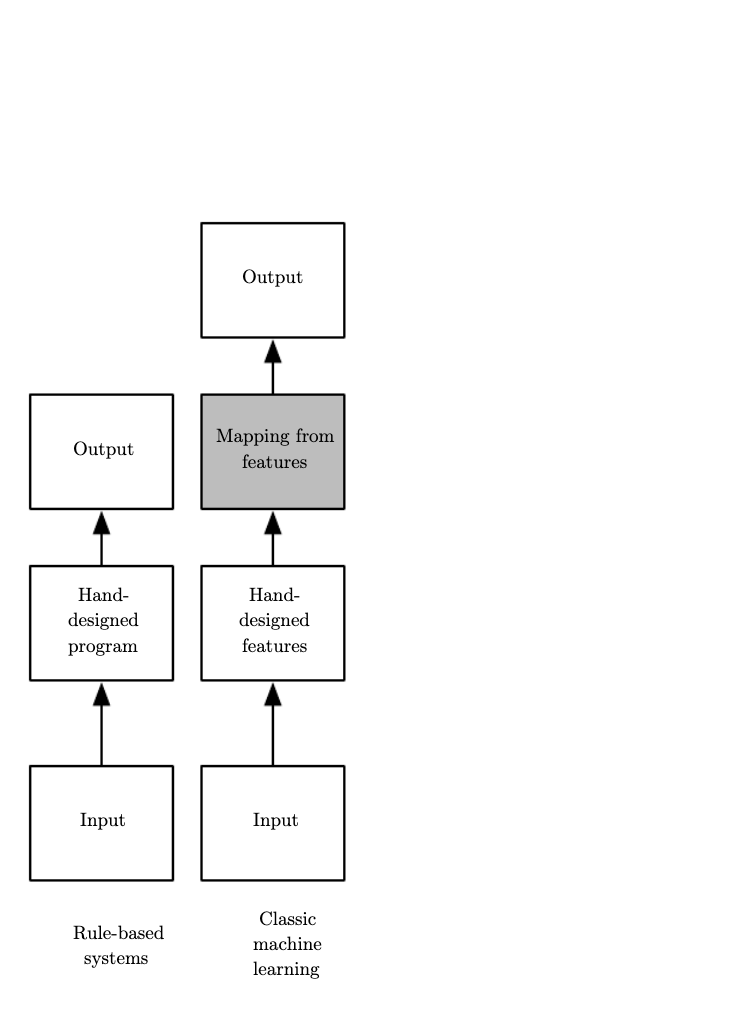 Output
Mapping from
features
Output
Hand-
designed
program
Hand-
designed
features
Input
Input
Rule-based
systems
Classic
machine
learning